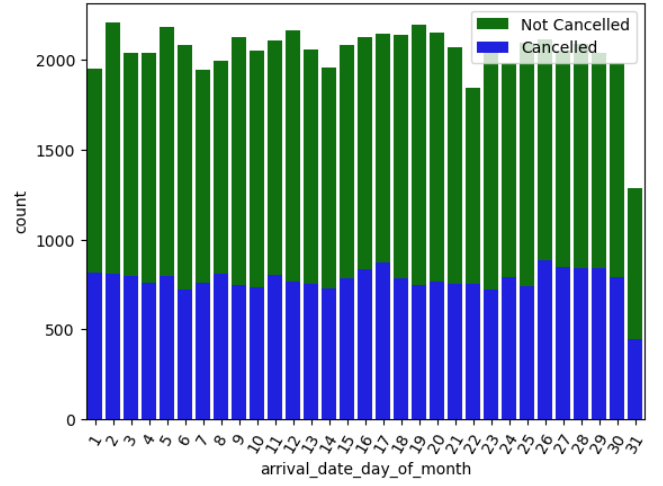 Not Cancelled
Cancelled
2000
1500
1000
500
0
count
1 2 3 4 5 6 7 8 9 10 11 12 13 14 15 16 17 18 19 20 21 22 23 24 25 26 27 28 29 30 31
arrival_date_day_of_month